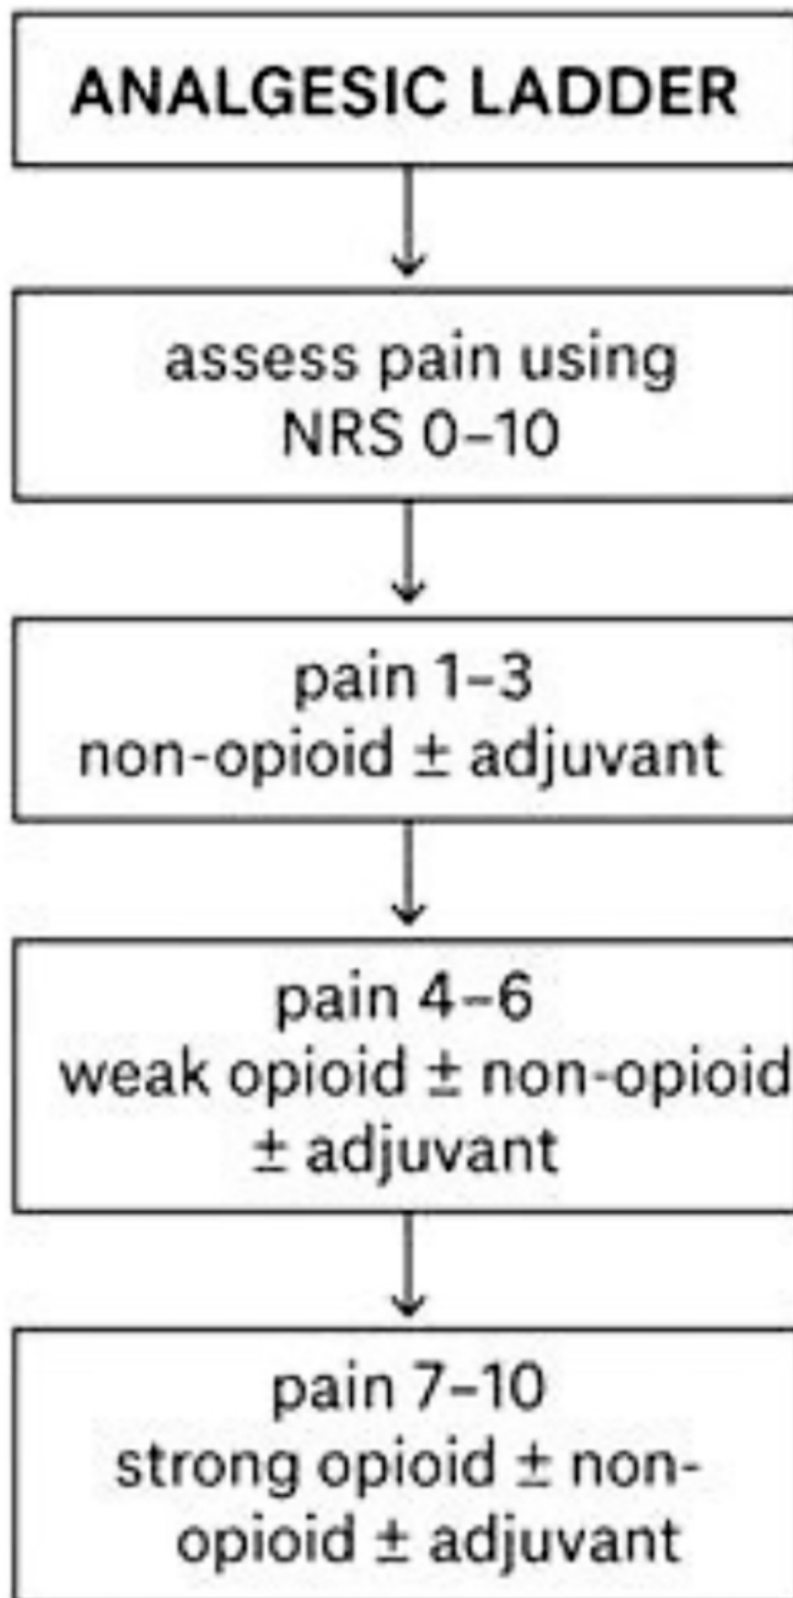 ANALGESIC LADDER
assess pain using
NRS 0–10
pain 1–3
non-opioid ± adjuvant
pain 4–6
weak opioid ± non-opioid
± adjuvant
pain 7–10
strong opioid ± non-
opioid ± adjuvant